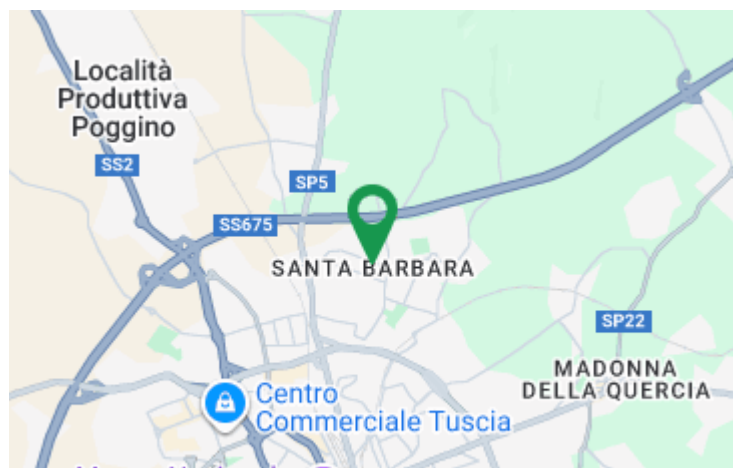 Località
Produttiva
Poggino
SS2
SP5
SS675
SANTA BARBARA
SP22
MADONNA
DELLA QUERCIA
Centro
Commerciale Tuscia